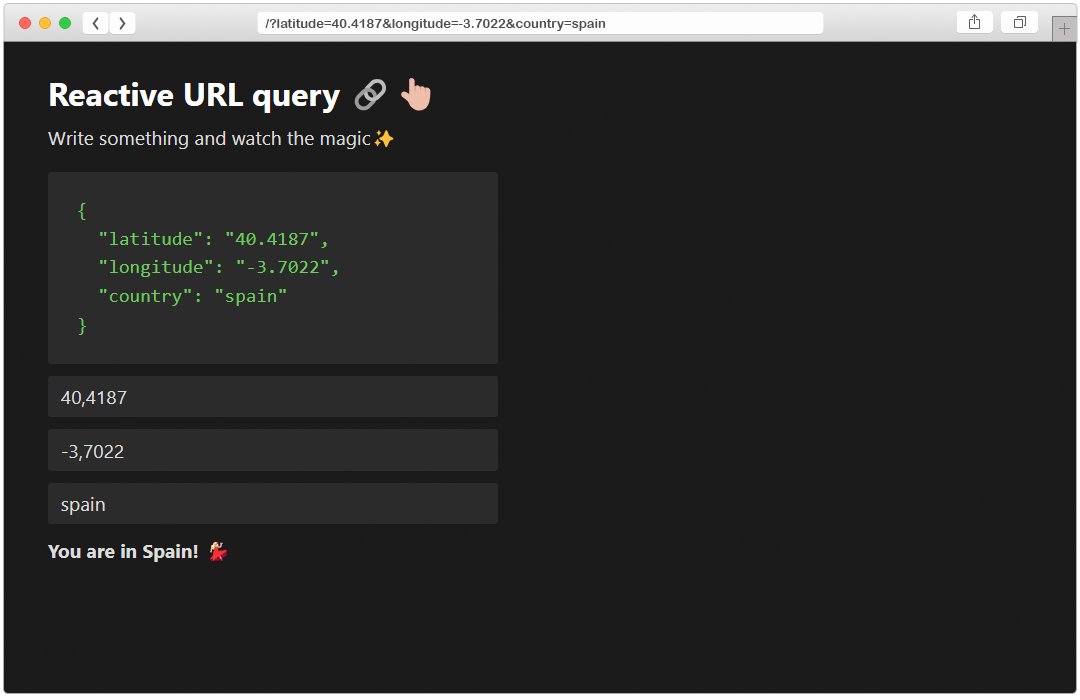 /?latitude=40.4187&longitude=-3.7022&country=spain
Reactive URL query 🔗 👆🏻
Write something and watch the magic✨
{
  "latitude": "40.4187",
  "longitude": "-3.7022",
  "country": "spain"
}
40,4187
-3,7022
spain
You are in Spain! 💃🏼